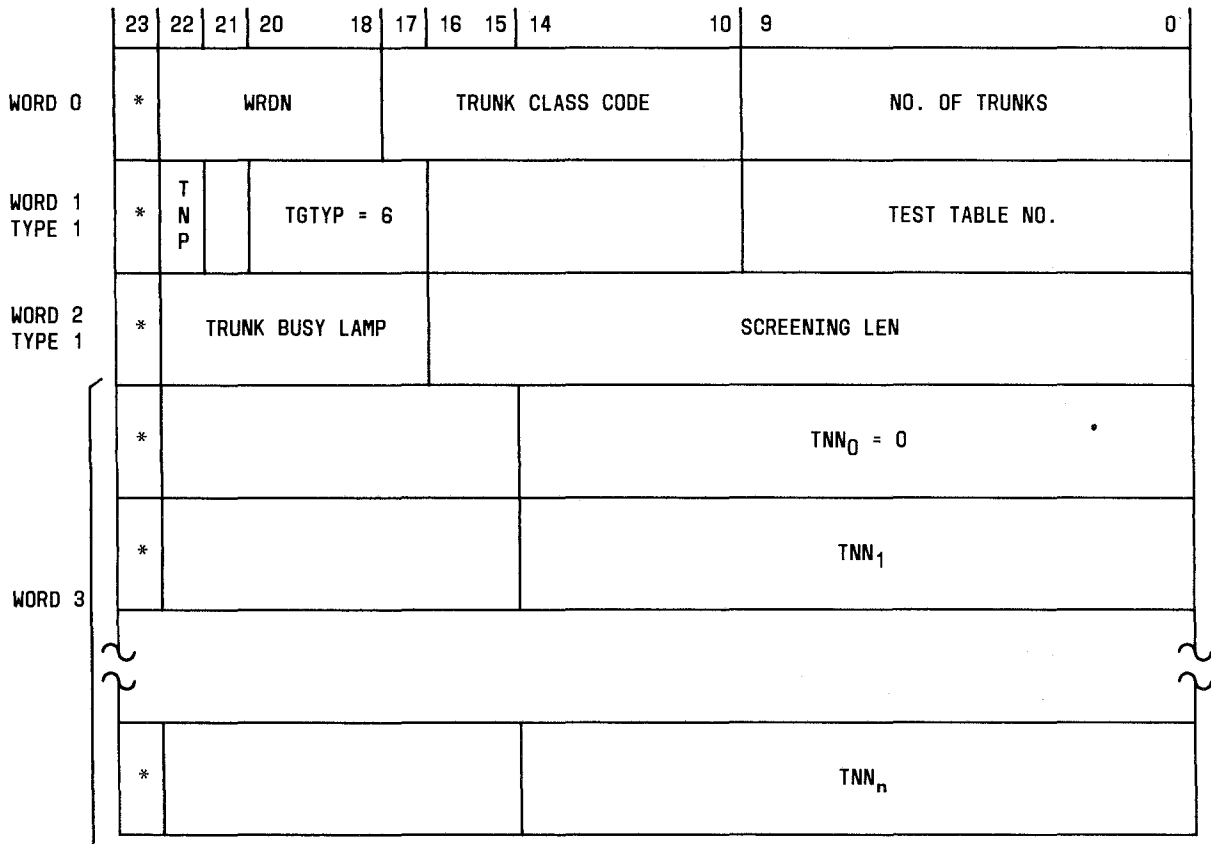 23 22 21 20 18 17 16 15 14 10 9 0
WORD 0 * WRDN TRUNK CLASS CODE NO. OF TRUNKS
WORD 1
TYPE 1
* TNP TGTYP = 6 TEST TABLE NO.
WORD 2
TYPE 1
* TRUNK BUSY LAMP SCREENING LEN
* TNN0 = 0
* TNN1
WORD 3
* TNNn